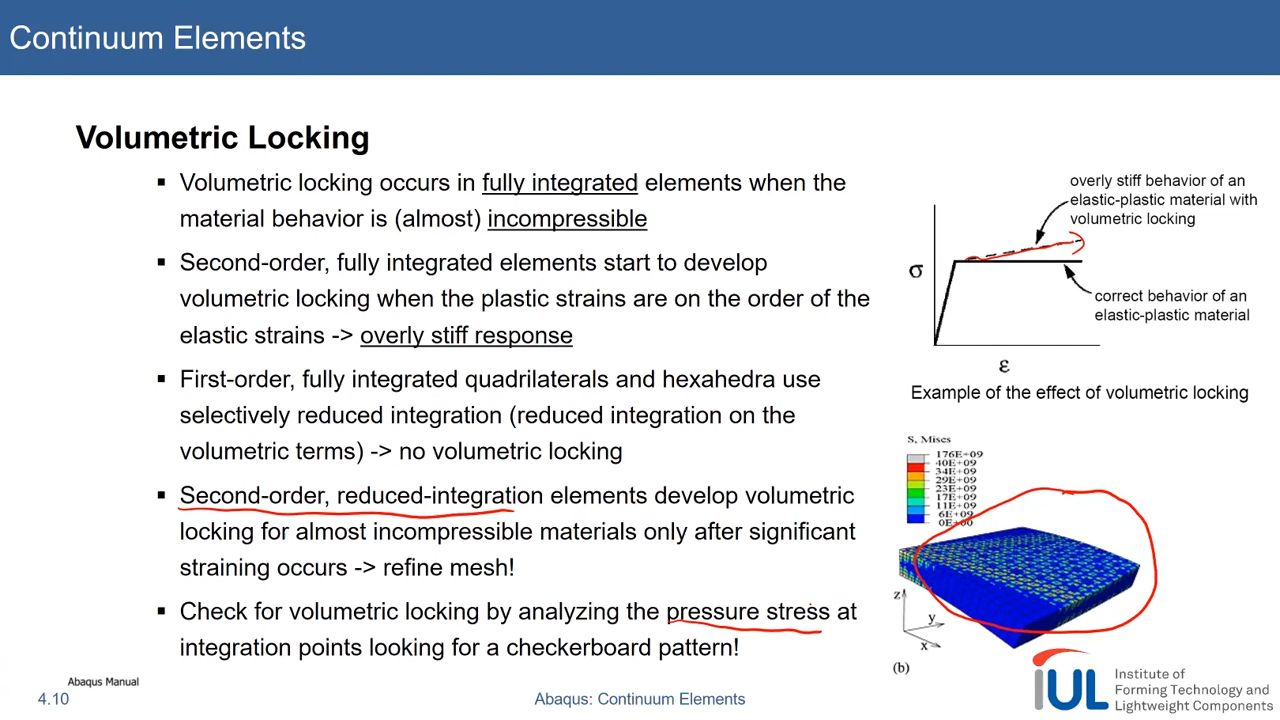 Continuum Elements
Volumetric Locking
▪ Volumetric locking occurs in fully integrated elements when the
material behavior is (almost) incompressible
▪ Second-order, fully integrated elements start to develop
volumetric locking when the plastic strains are on the order of the
elastic strains -> overly stiff response
▪ First-order, fully integrated quadrilaterals and hexahedra use
selectively reduced integration (reduced integration on the
volumetric terms) -> no volumetric locking
▪ Second-order, reduced-integration elements develop volumetric
locking for almost incompressible materials only after significant
straining occurs -> refine mesh!
▪ Check for volumetric locking by analyzing the pressure stress at
integration points looking for a checkerboard pattern!
overly stiff behavior of an
elastic-plastic material with
volumetric locking
σ
correct behavior of an
elastic-plastic material
ε
Example of the effect of volumetric locking
S, Mises
176E+09
40E+09
34E+09
29E+09
23E+09
17E+09
11E+09
6E+09
0E+00
z
y
x
(b)
Abaqus Manual
4.10
Abaqus: Continuum Elements
IUL
Institute of
Forming Technology and
Lightweight Components